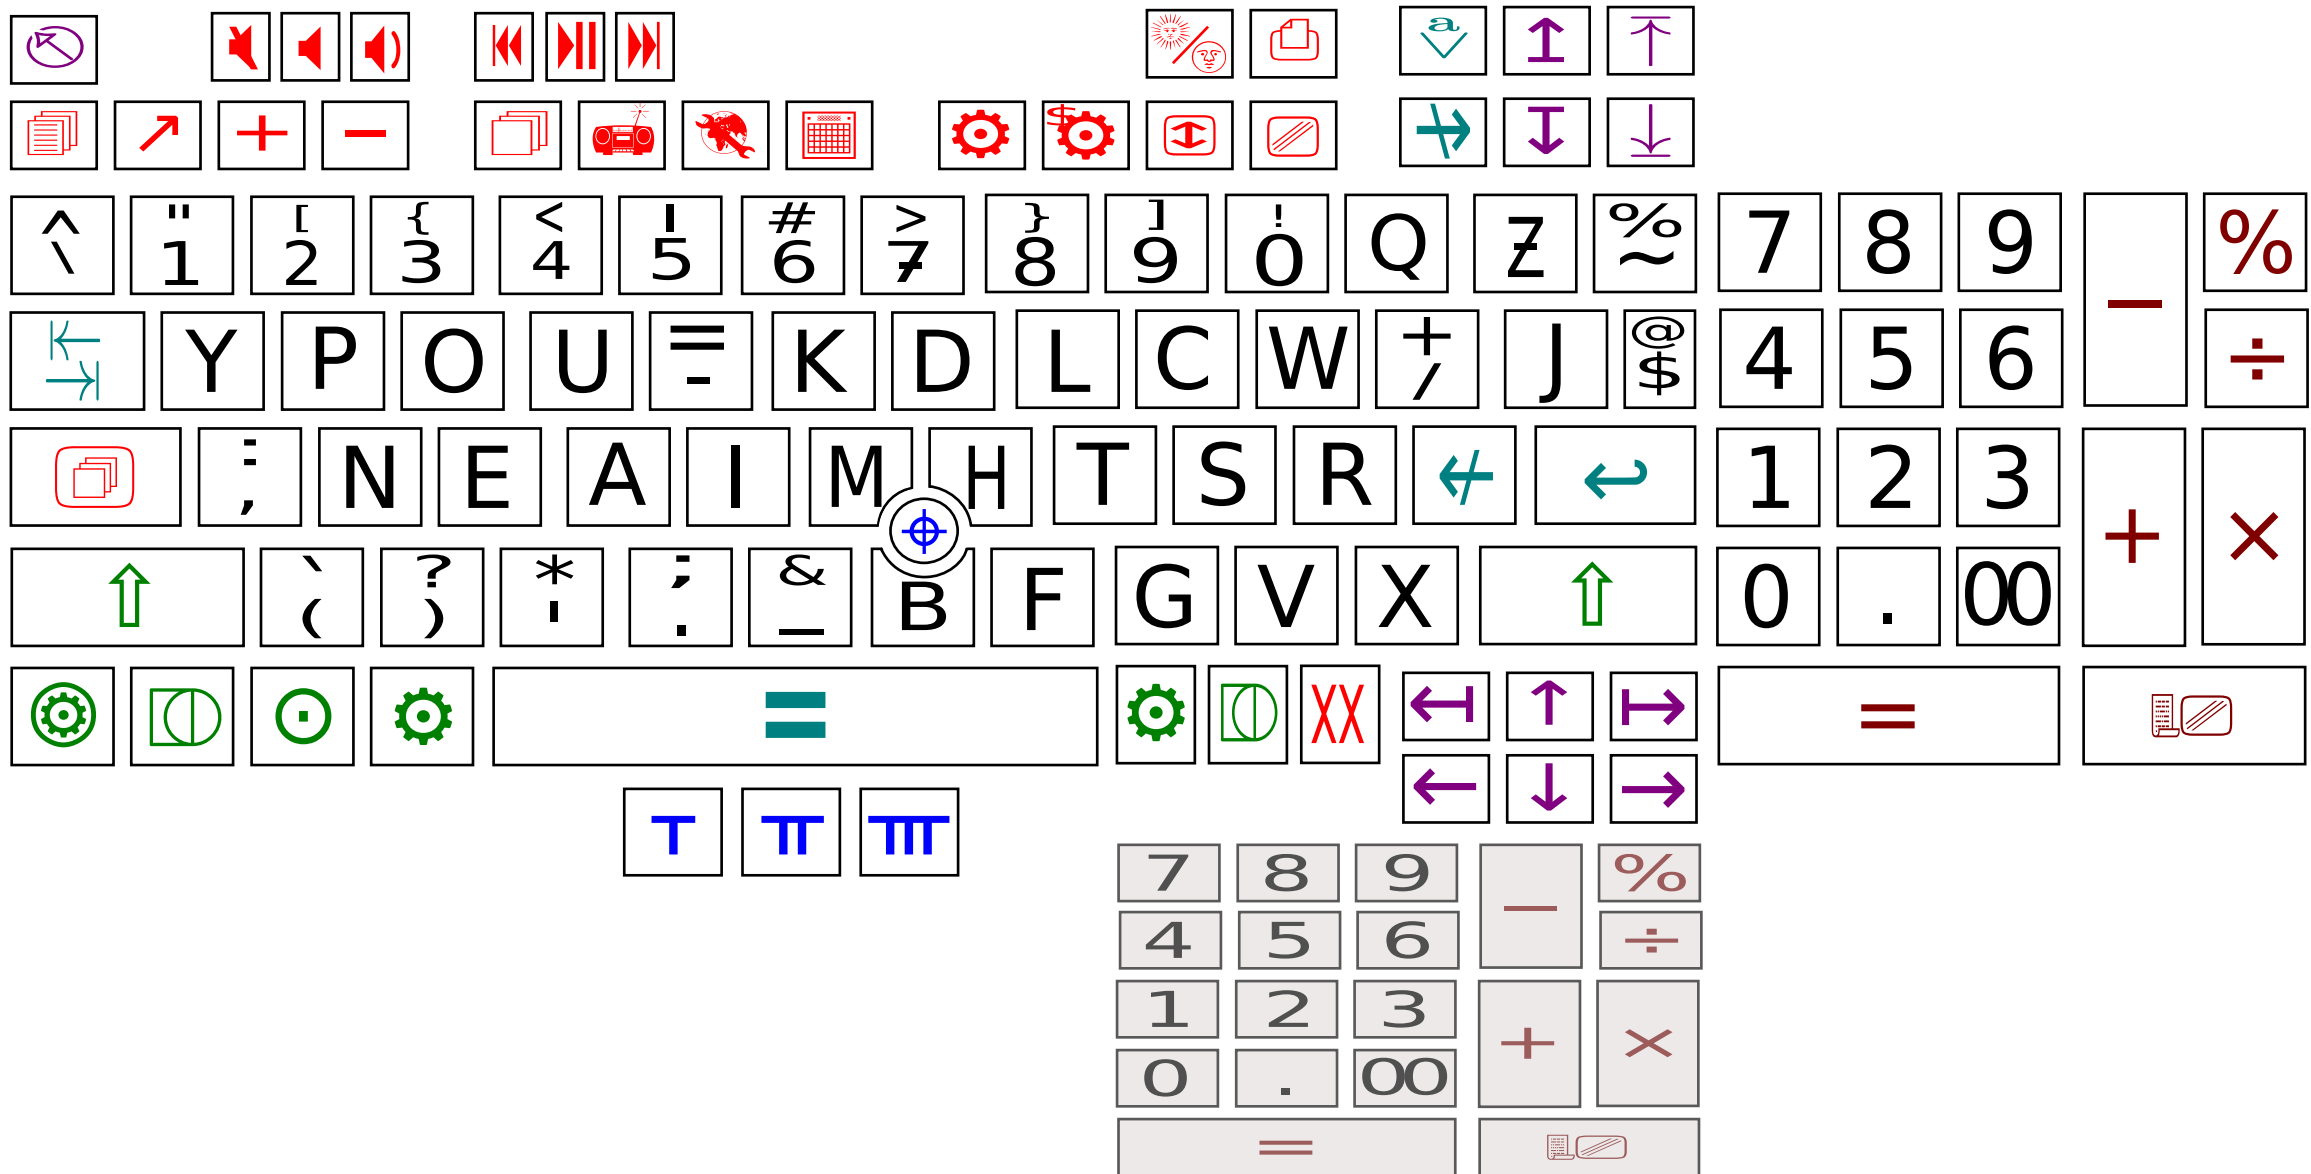 a
$
^ " [ { < | # > } ] ! %
\ 1 2 3 4 5 6 7 8 9 0 Q Z ~ 7 8 9 − %
Y P O U = - K D L C W + / J @ $ 4 5 6 ÷
: ; N E A I M H T S R 1 2 3 + ×
` ( ? ) * ' ; . & _ B F G V X 0 . 00
= =
7 8 9 − %
4 5 6 ÷
1 2 3 + ×
0 . 00
=